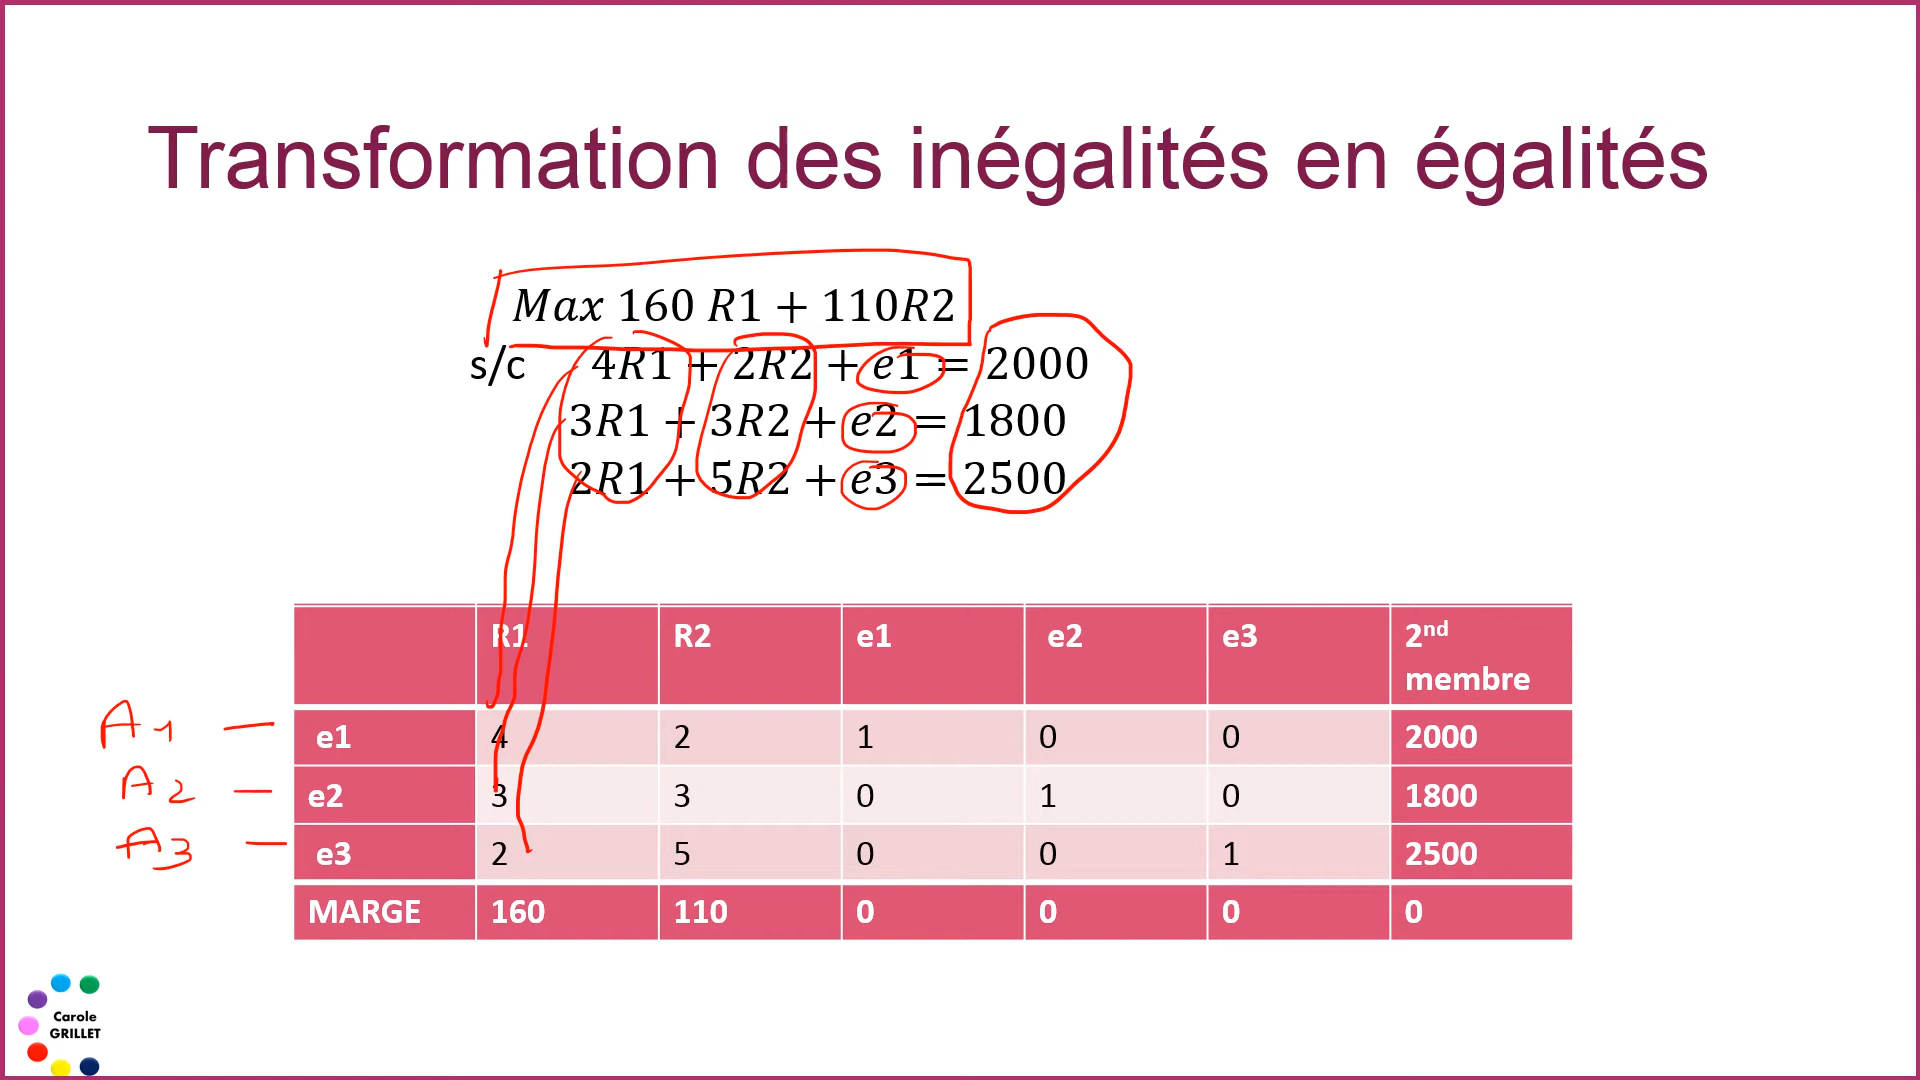 Transformation des inégalités en égalités
Max 160 R1 + 110R2
s/c 4R1 + 2R2 + e1 = 2000
3R1 + 3R2 + e2 = 1800
2R1 + 5R2 + e3 = 2500
R1 R2 e1 e2 e3 2nd membre
A1 — e1 4 2 1 0 0 2000
A2 — e2 3 3 0 1 0 1800
A3 — e3 2 5 0 0 1 2500
MARGE 160 110 0 0 0 0
Carole
GRILLET